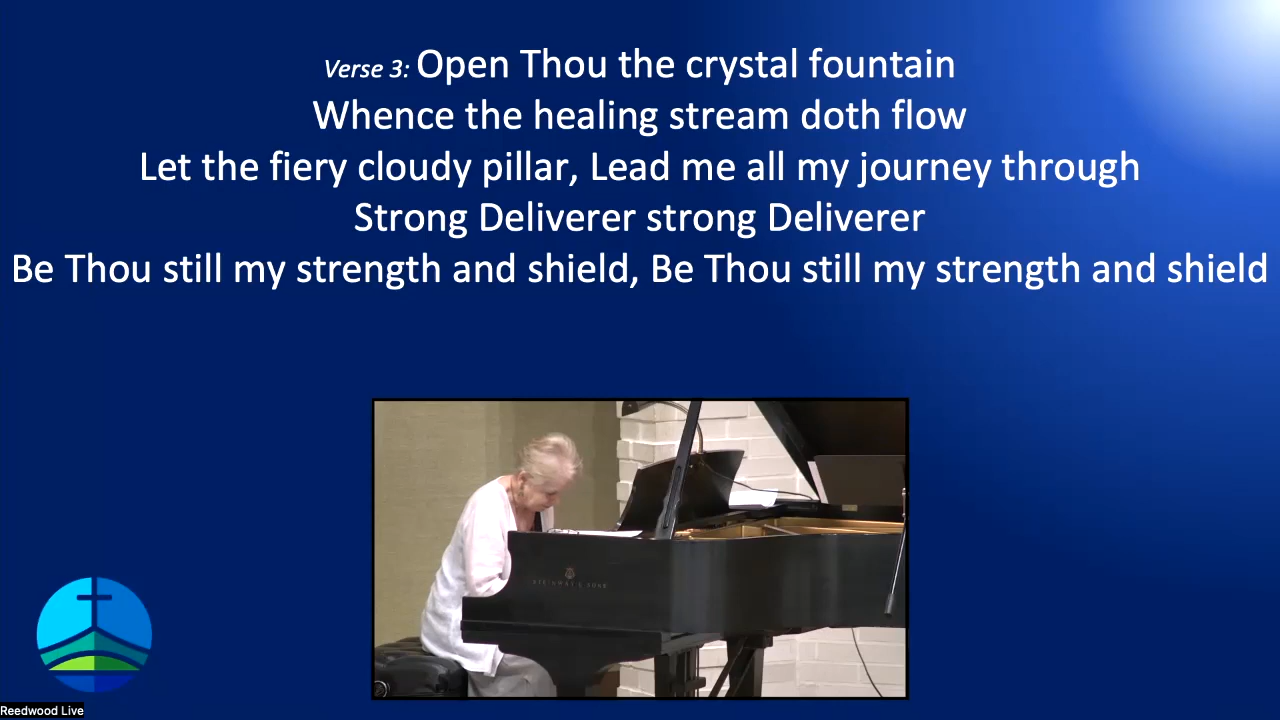 Verse 3: Open Thou the crystal fountain
Whence the healing stream doth flow
Let the fiery cloudy pillar, Lead me all my journey through
Strong Deliverer strong Deliverer
Be Thou still my strength and shield, Be Thou still my strength and shield
STEINWAY & SONS
Reedwood Live